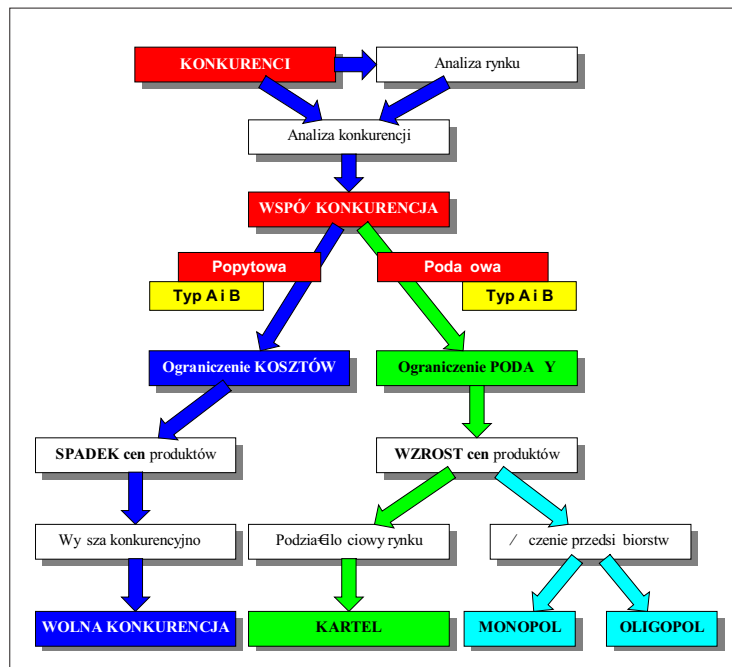 KONKURENCI
Analiza rynku
Analiza konkurencji
WSPÓ⁄ KONKURENCJA
Popytowa
Poda owa
Typ A i B
Typ A i B
Ograniczenie KOSZTÓW
Ograniczenie PODA Y
SPADEK cen produktów
WZROST cen produktów
Wy sza konkurencyjno
Podzia€ilo ciowy rynku
⁄ czenie przedsi biorstw
WOLNA KONKURENCJA
KARTEL
MONOPOL
OLIGOPOL